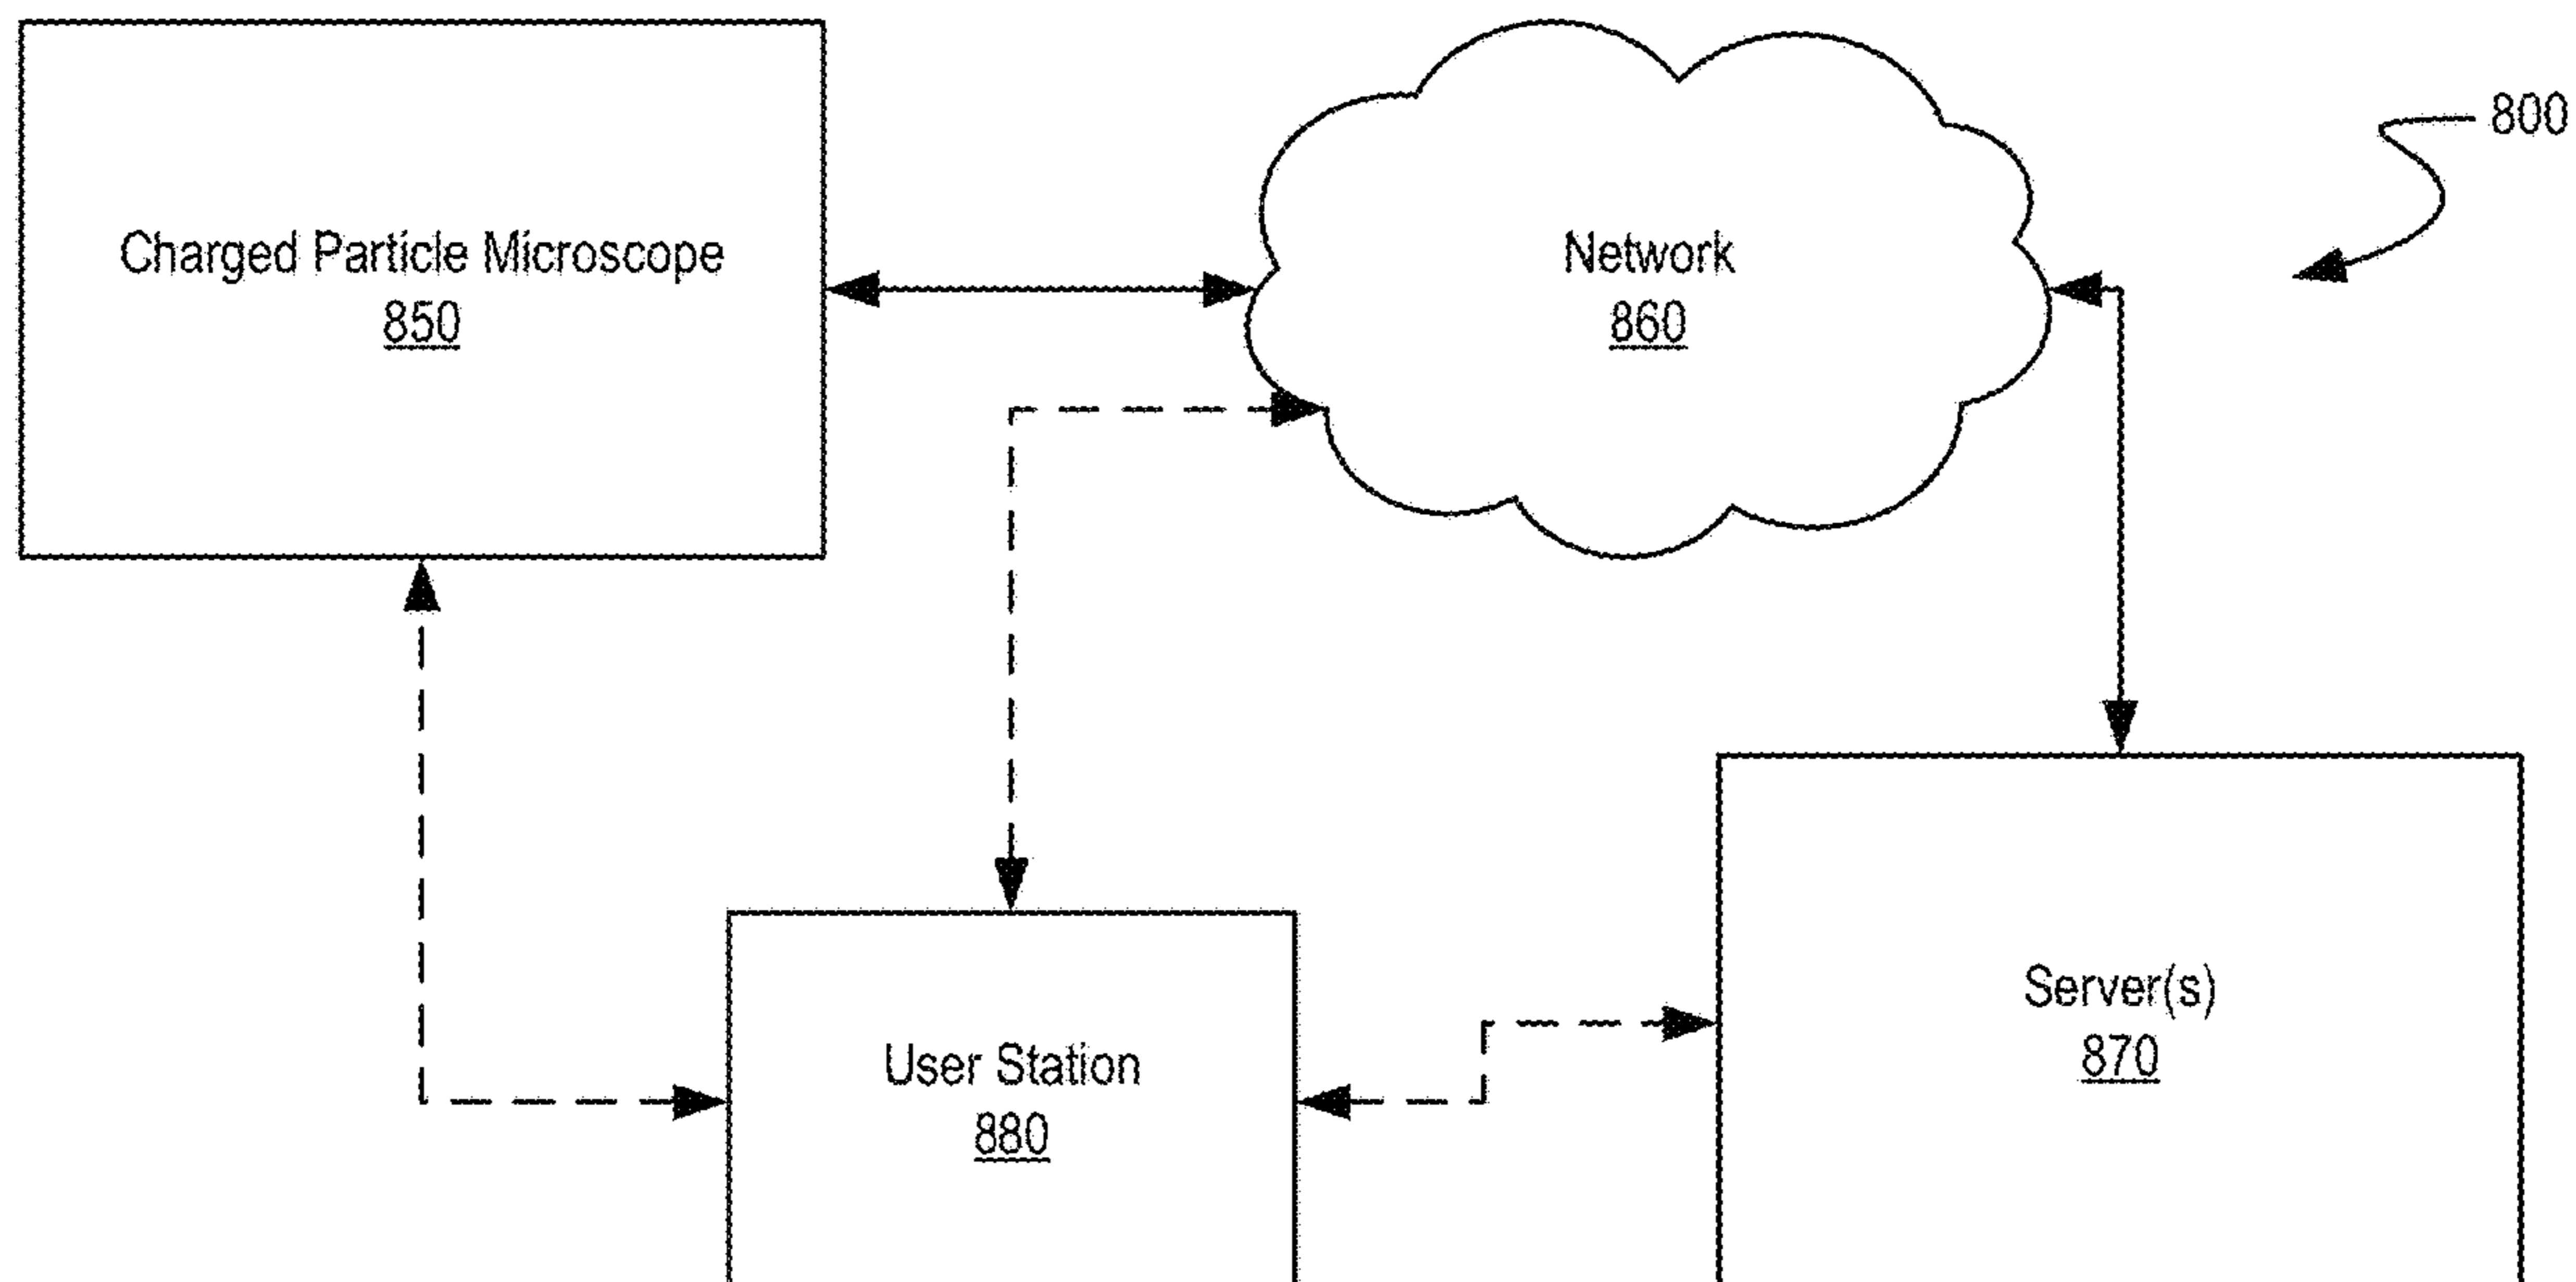 800
Charged Particle Microscope
850
Network
860
Server(s)
870
User Station
880